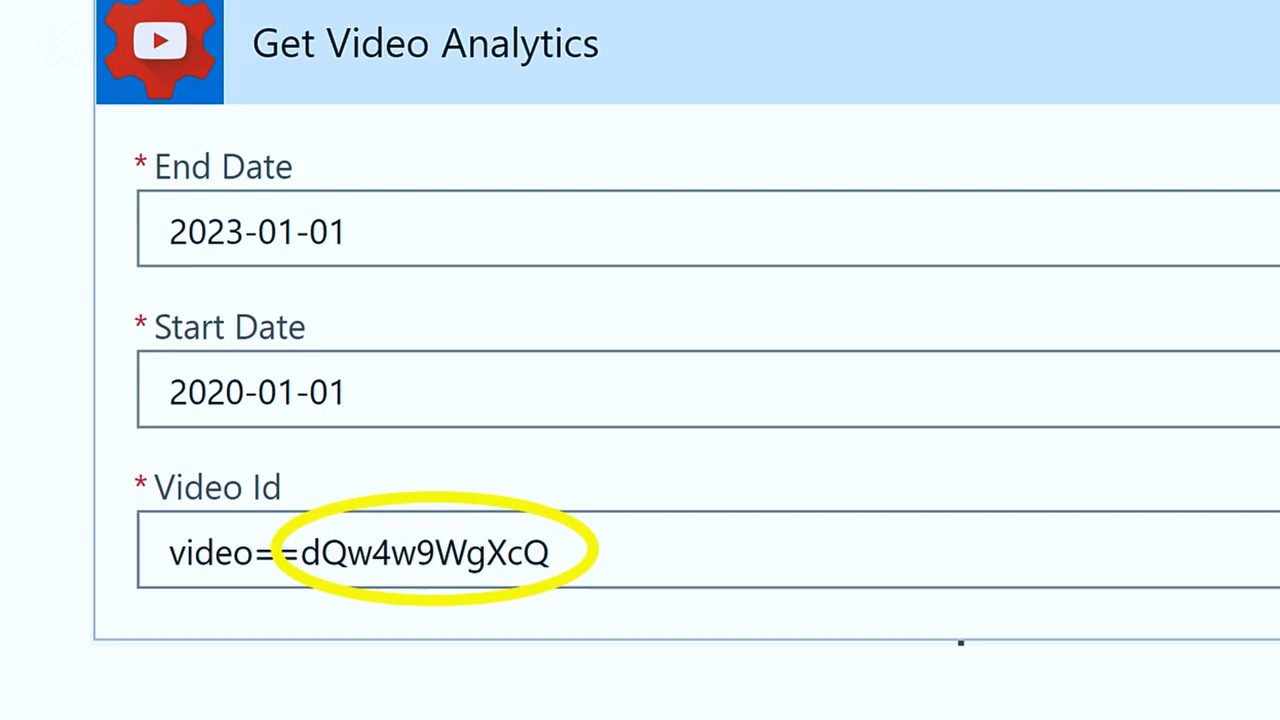 Get Video Analytics
* End Date
2023-01-01
* Start Date
2020-01-01
* Video Id
video==dQw4w9WgXcQ